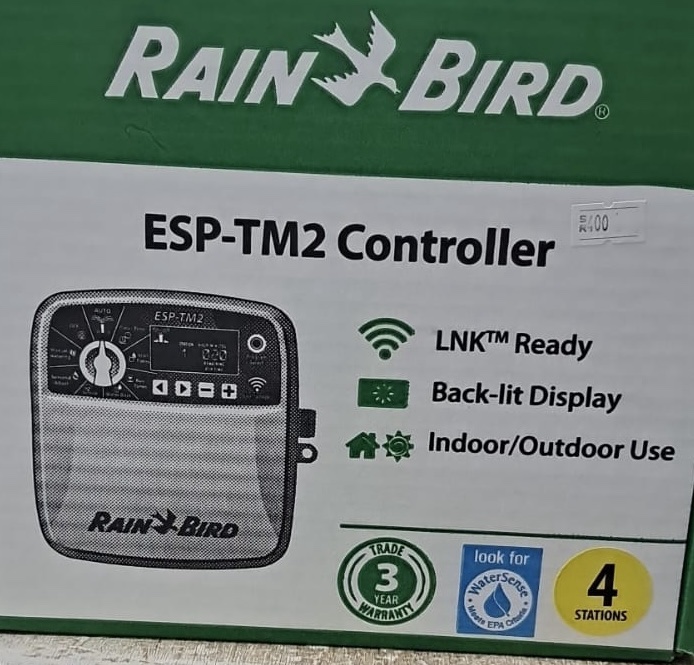 RAIN BIRD®
ESP-TM2 Controller
ESP-TM2
AUTO
LNK™ Ready
Back-lit Display
Indoor/Outdoor Use
RAIN BIRD
TRADE
3
YEAR
WARRANTY
look for
WaterSense
Meets EPA Criteria
4
STATIONS